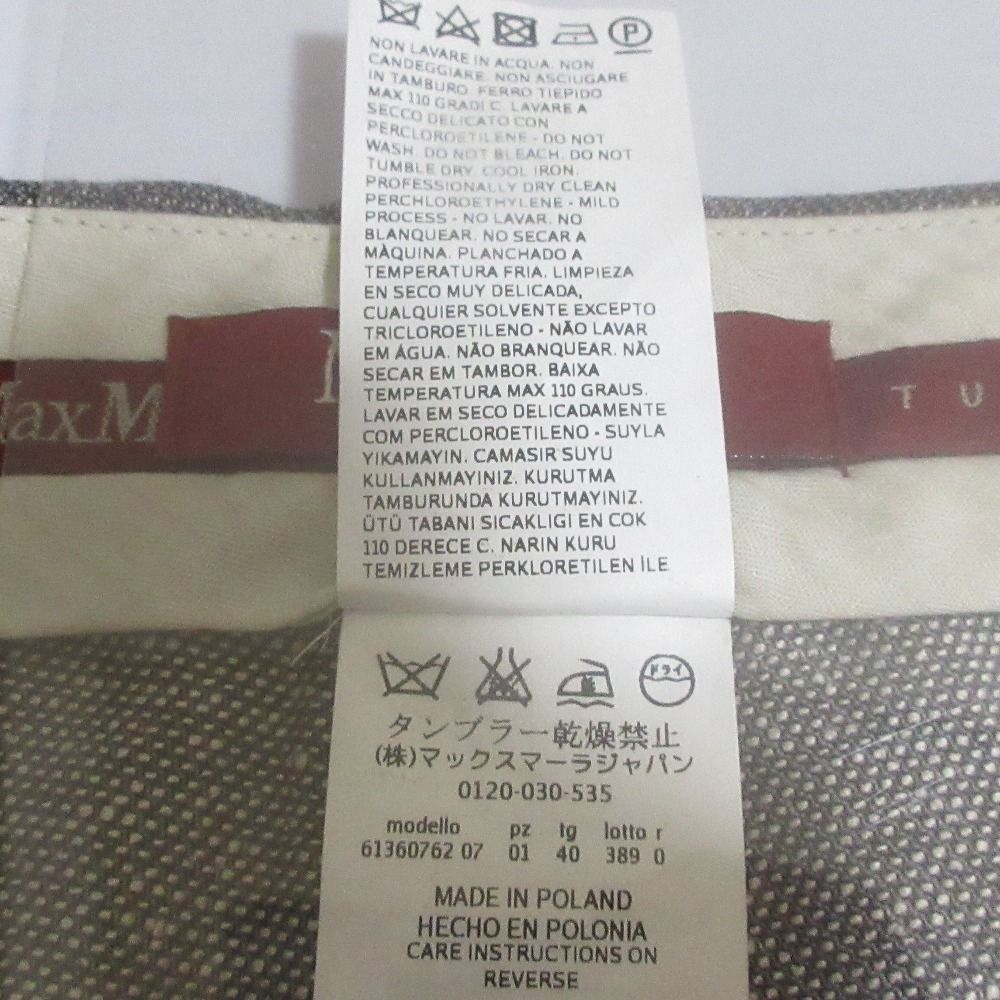 P
NON LAVARE IN ACQUA. NON
CANDEGGIARE. NON ASCIUGARE
IN TAMBURO. FERRO TIEPIDO
MAX 110 GRADI C. LAVARE A
SECCO DELICATO CON
PERCLOROETILENE - DO NOT
WASH. DO NOT BLEACH. DO NOT
TUMBLE DRY. COOL IRON.
PROFESSIONALLY DRY CLEAN
PERCHLOROETHYLENE - MILD
PROCESS - NO LAVAR. NO
BLANQUEAR. NO SECAR A
MÀQUINA. PLANCHADO A
TEMPERATURA FRIA. LIMPIEZA
EN SECO MUY DELICADA,
CUALQUIER SOLVENTE EXCEPTO
TRICLOROETILENO - NÃO LAVAR
EM ÁGUA. NÃO BRANQUEAR. NÃO
SECAR EM TAMBOR. BAIXA
TEMPERATURA MAX 110 GRAUS.
LAVAR EM SECO DELICADAMENTE
COM PERCLOROETILENO - SUYLA
YIKAMAYIN. CAMASIR SUYU
KULLANMAYINIZ. KURUTMA
TAMBURUNDA KURUTMAYINIZ.
ÜTÜ TABANI SICAKLIGI EN COK
110 DERECE C. NARIN KURU
TEMIZLEME PERKLORETILEN İLE
MaxM
T U
ドライ
タンブラー乾燥禁止
(株)マックスマーラジャパン
0120-030-535
modello pz tg lotto r
61360762 07 01 40 389 0
MADE IN POLAND
HECHO EN POLONIA
CARE INSTRUCTIONS ON
REVERSE